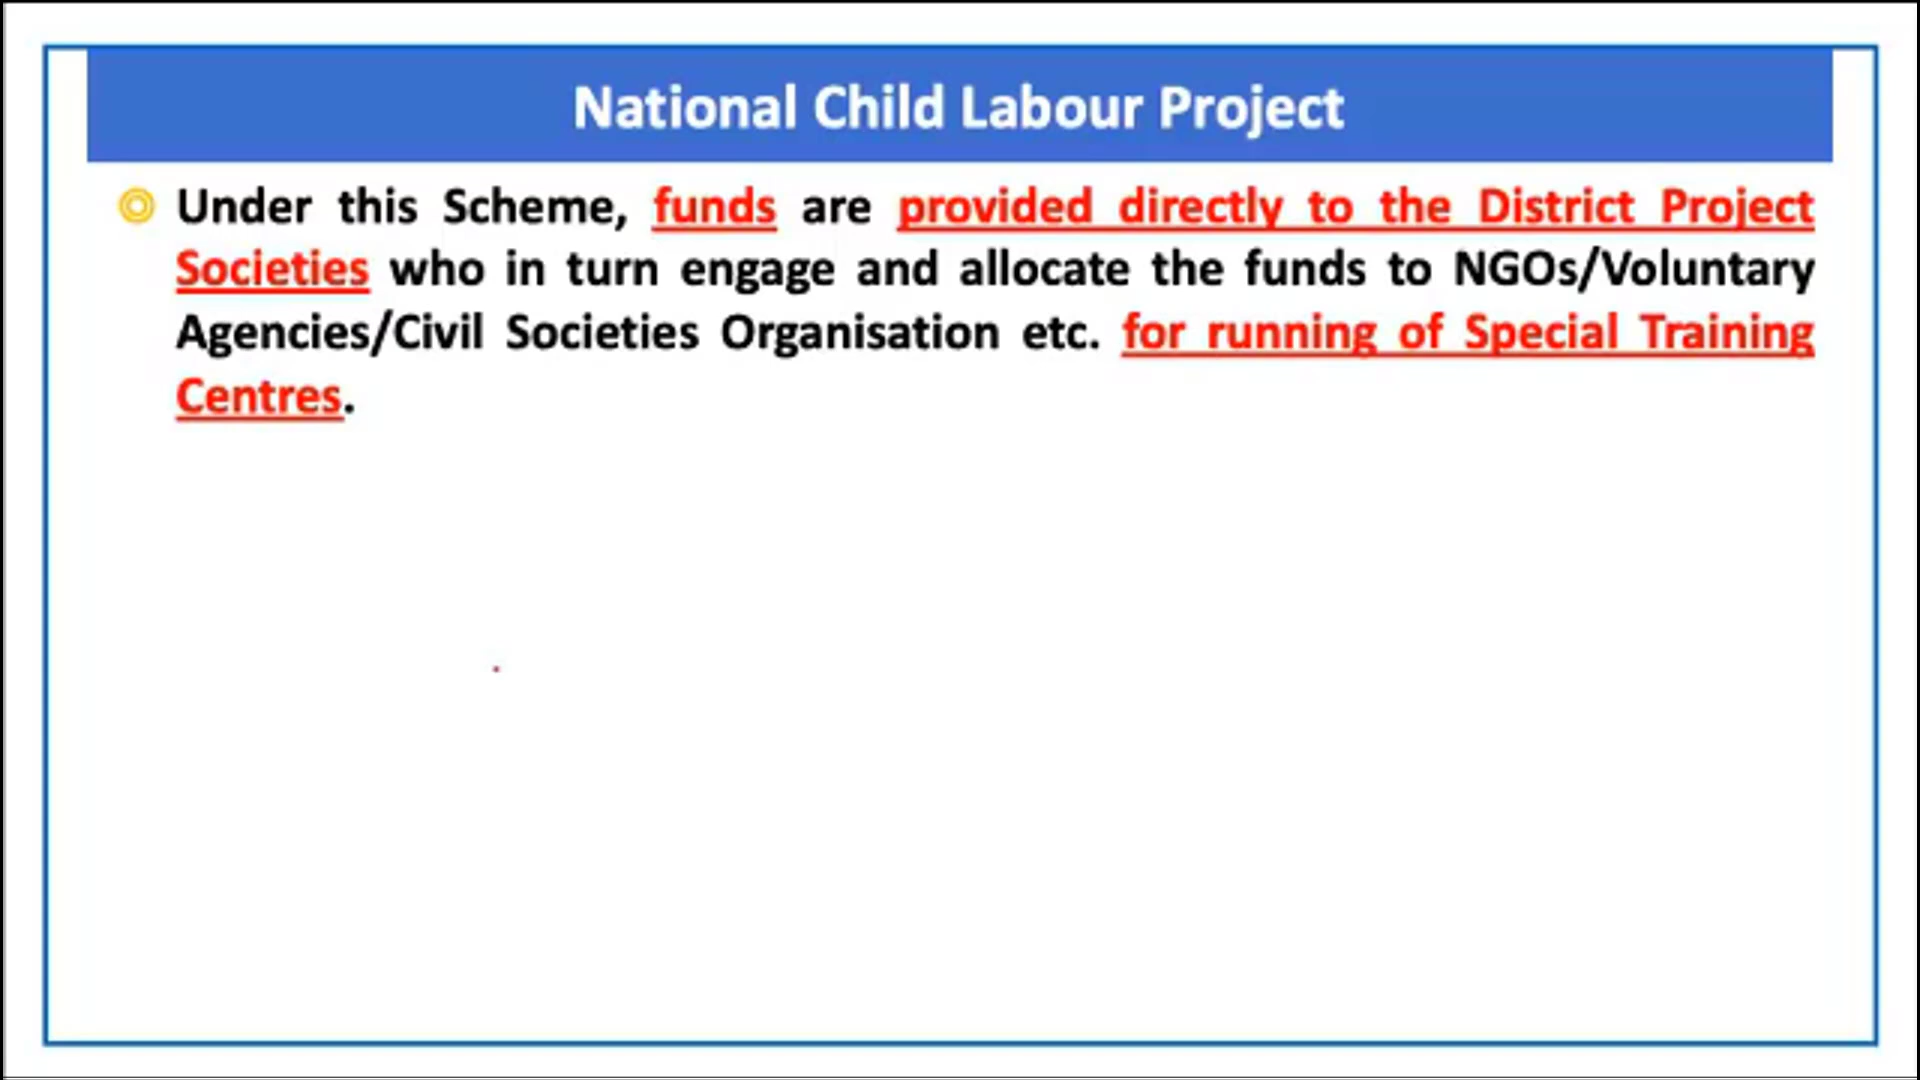 National Child Labour Project
Under this Scheme, funds are provided directly to the District Project
Societies who in turn engage and allocate the funds to NGOs/Voluntary
Agencies/Civil Societies Organisation etc. for running of Special Training
Centres.